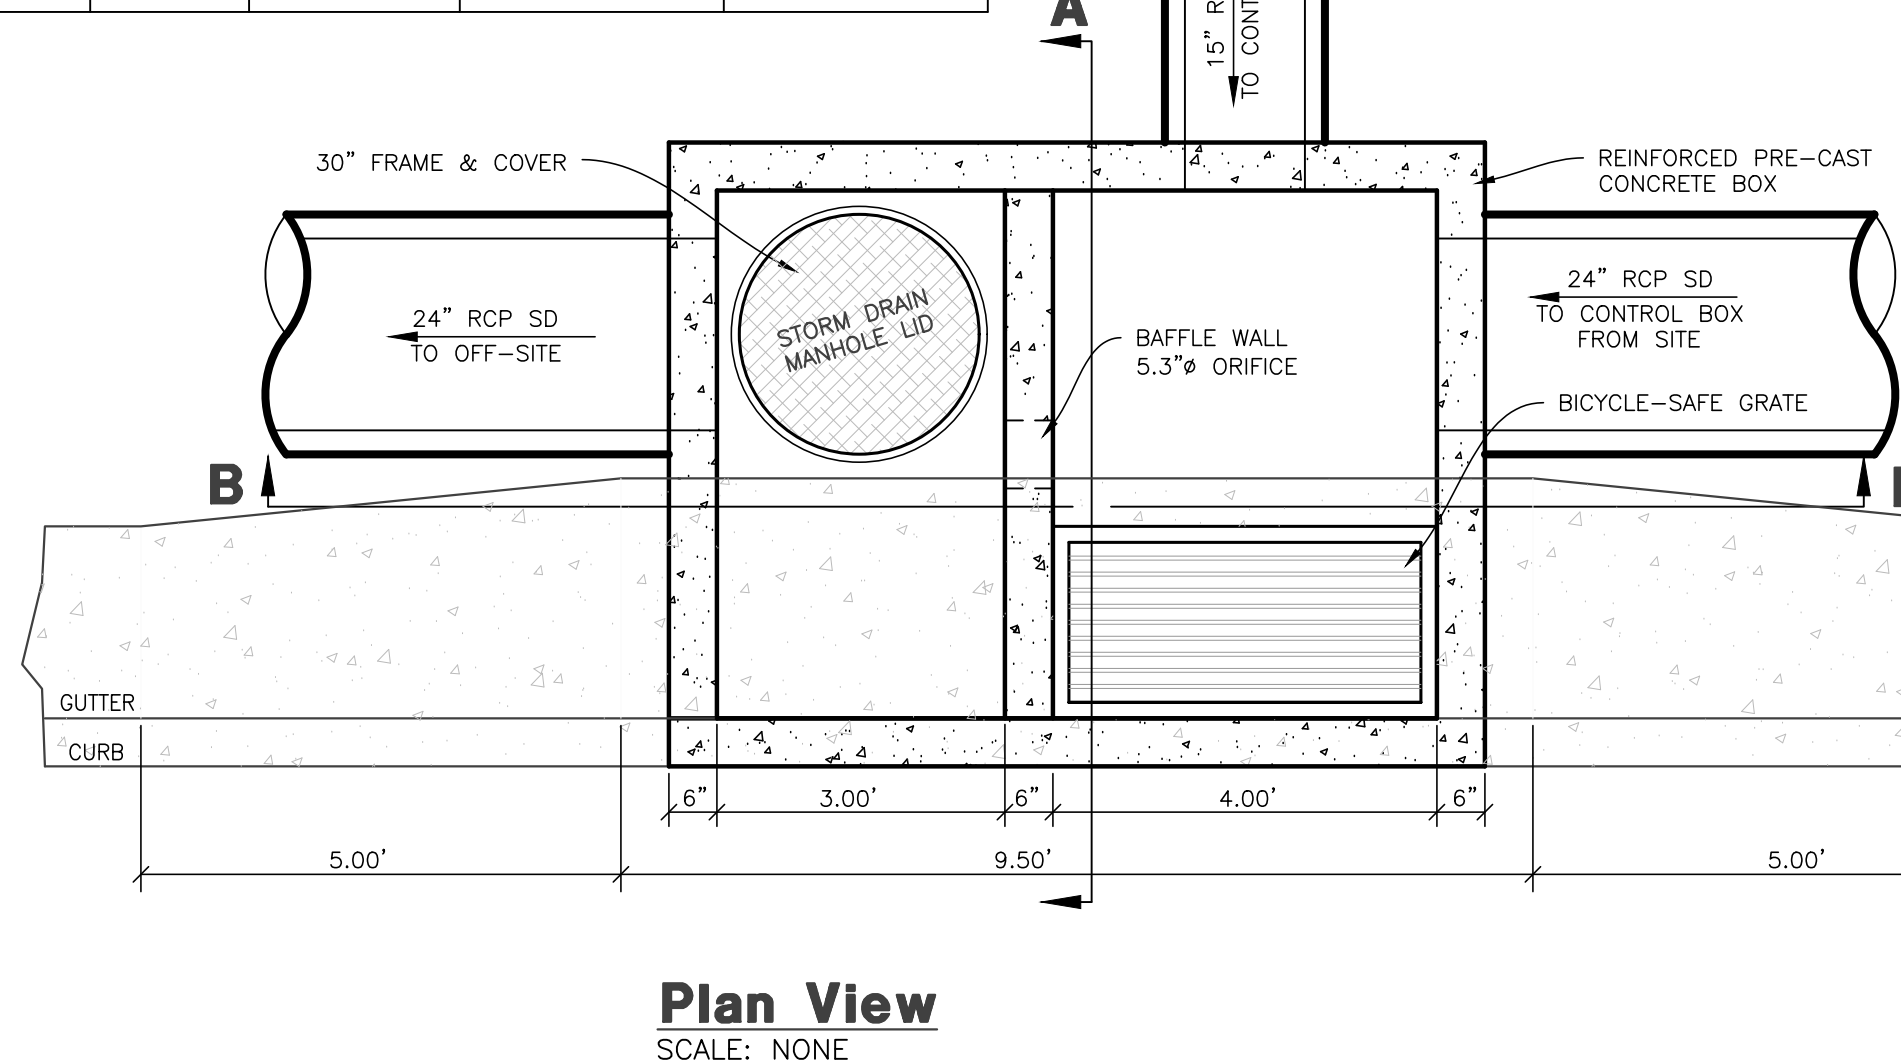 A
15" R
TO CONT
30" FRAME & COVER
REINFORCED PRE-CAST
CONCRETE BOX
24" RCP SD
TO OFF-SITE
STORM DRAIN
MANHOLE LID
BAFFLE WALL
5.3"Ø ORIFICE
24" RCP SD
TO CONTROL BOX
FROM SITE
BICYCLE-SAFE GRATE
B
GUTTER
CURB
6" 3.00' 6" 4.00' 6"
5.00' 9.50' 5.00'
Plan View
SCALE: NONE